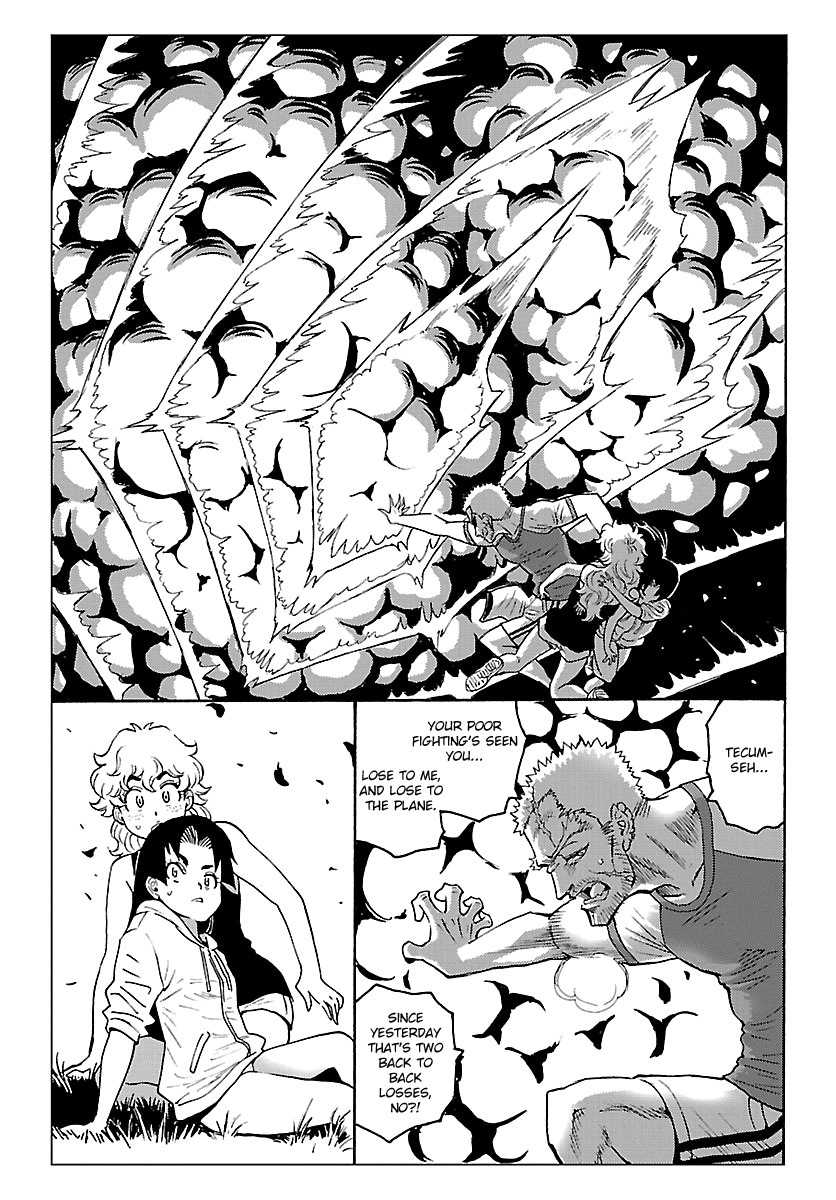 TECUM-
SEH...
YOUR POOR
FIGHTING'S SEEN
YOU...
LOSE TO ME,
AND LOSE TO
THE PLANE.
SINCE
YESTERDAY
THAT'S TWO
BACK TO
BACK
LOSSES,
NO?!